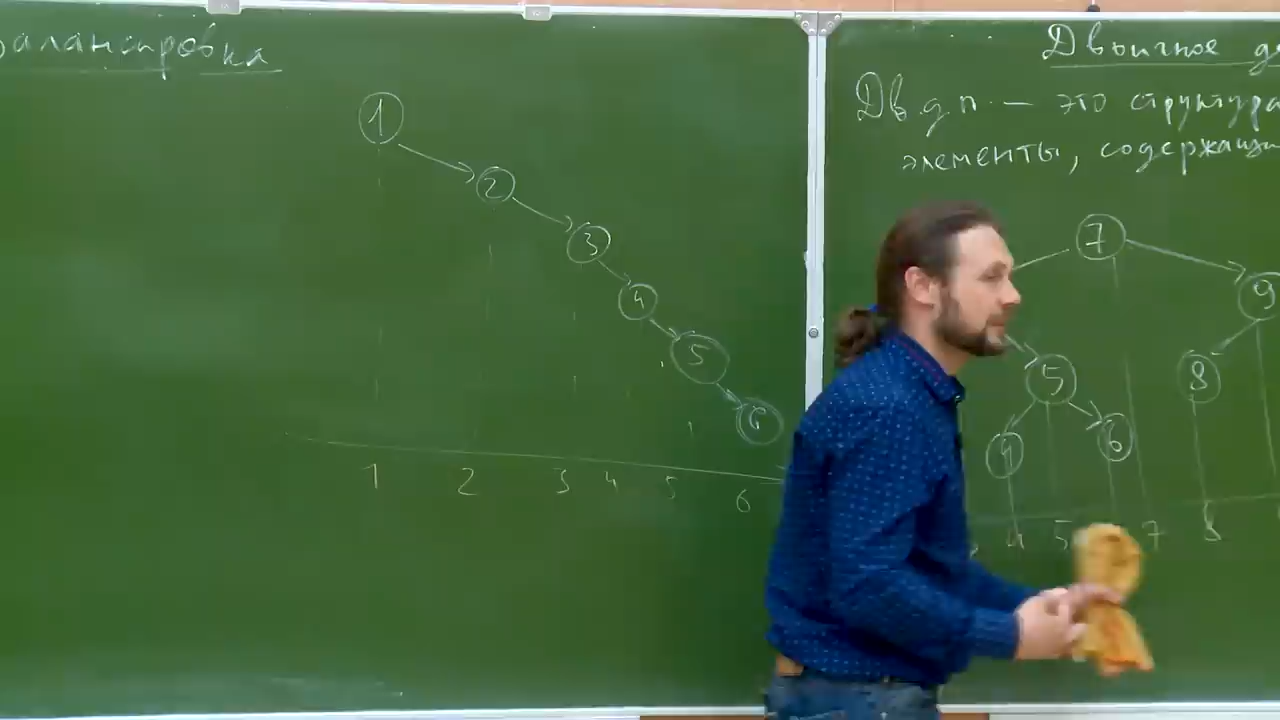 алансировка
1
2
3
4
5
6
1 2 3 4 5 6
Двоичное
Дв. д. п. — это структура
элементы, содержащи
7
9
5
8
4
6
4 5 7 8